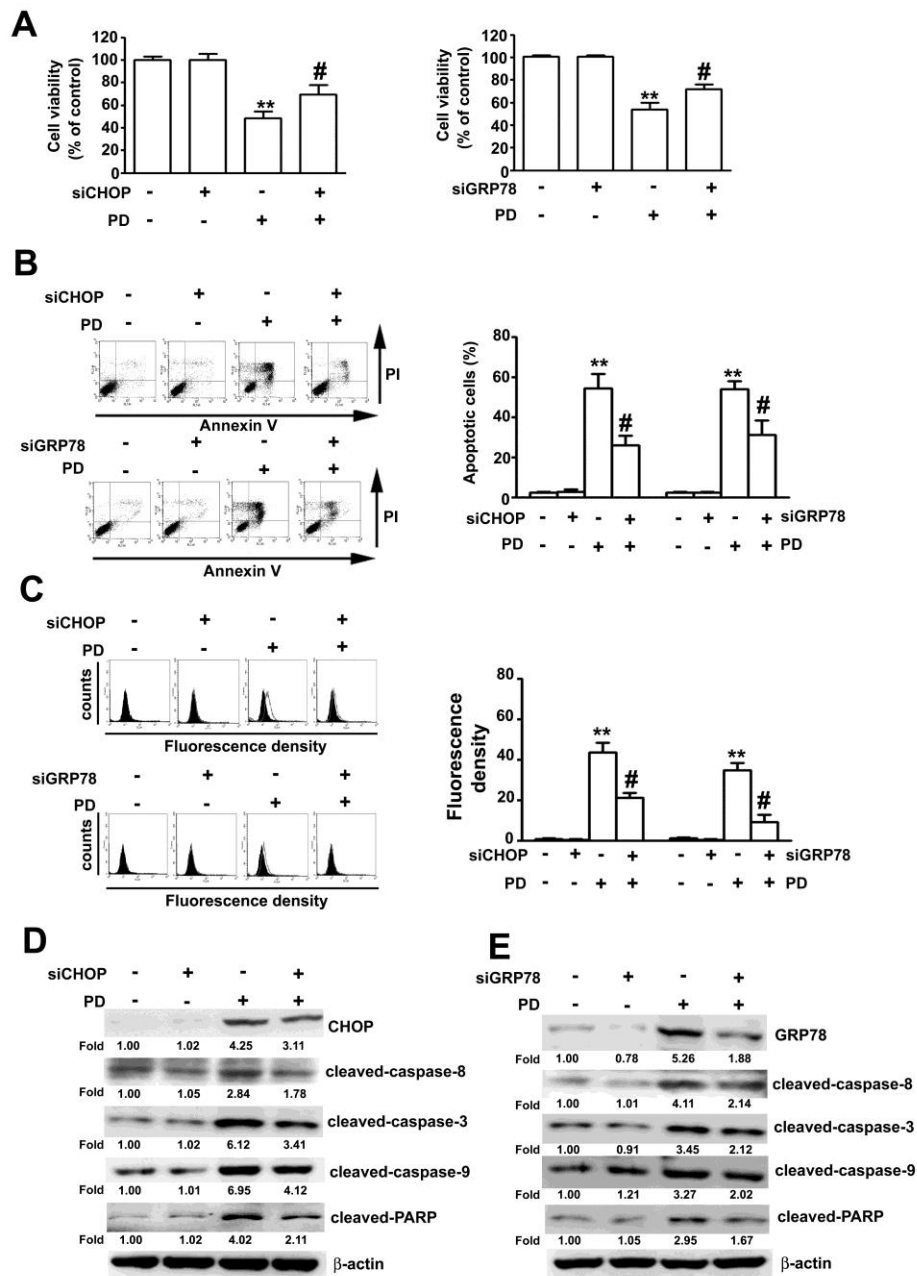 A
120
100
80
60
40
20
0
Cell viability
(% of control)
**
#
siCHOP - + - +
PD - - + +
120
100
80
60
40
20
0
Cell viability
(% of control)
**
#
siGRP78 - + - +
PD - - + +
B
siCHOP - + - +
PD - - + +
PI
Annexin V
siGRP78 - + - +
PD - - + +
PI
Annexin V
80
60
40
20
0
Apoptotic cells (%)
** # ** #
siCHOP - + - + - + - + siGRP78
PD - - + + - - + + PD
C
siCHOP - + - +
PD - - + +
counts
Fluorescence density
siGRP78 - + - +
PD - - + +
counts
Fluorescence density
80
60
40
20
0
Fluorescence
density
** # ** #
siCHOP - + - + - + - + siGRP78
PD - - + + - - + + PD
D
siCHOP - + - +
PD - - + +
CHOP
Fold 1.00 1.02 4.25 3.11
cleaved-caspase-8
Fold 1.00 1.05 2.84 1.78
cleaved-caspase-3
Fold 1.00 1.02 6.12 3.41
cleaved-caspase-9
Fold 1.00 1.01 6.95 4.12
cleaved-PARP
Fold 1.00 1.02 4.02 2.11
β-actin
E
siGRP78 - + - +
PD - - + +
GRP78
Fold 1.00 0.78 5.26 1.88
cleaved-caspase-8
Fold 1.00 1.01 4.11 2.14
cleaved-caspase-3
Fold 1.00 0.91 3.45 2.12
cleaved-caspase-9
Fold 1.00 1.21 3.27 2.02
cleaved-PARP
Fold 1.00 1.05 2.95 1.67
β-actin